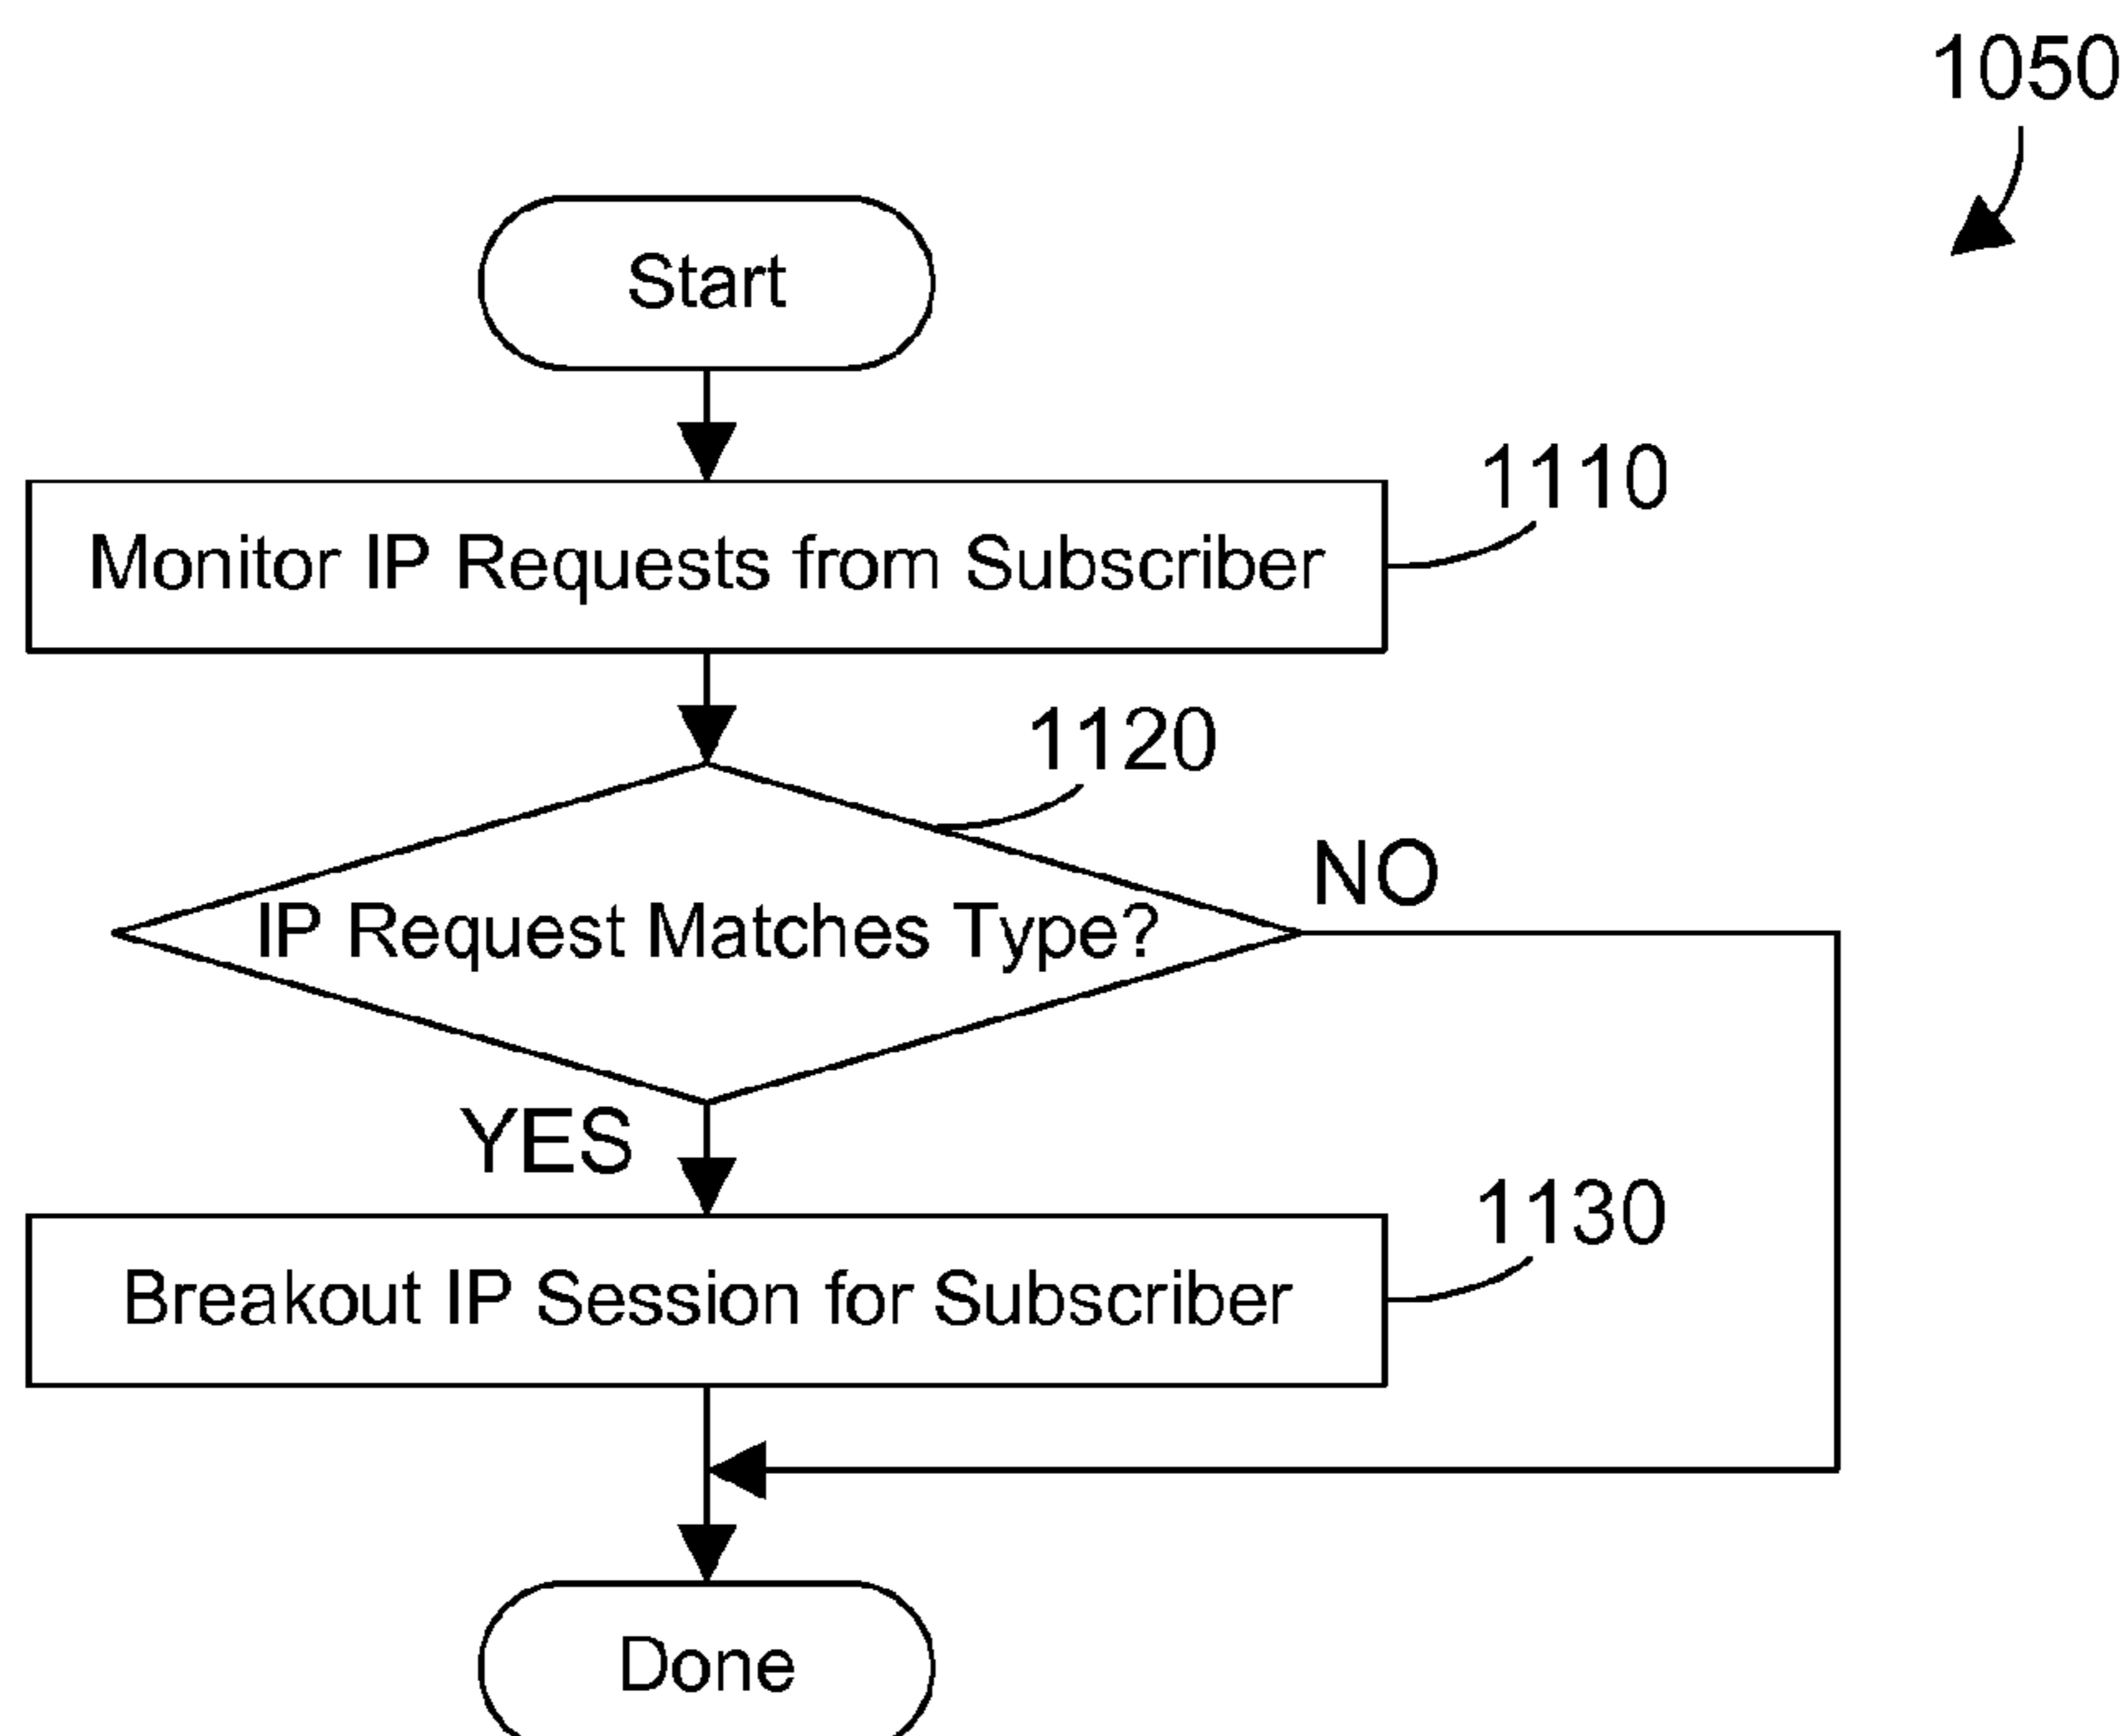 1050
Start
1110
Monitor IP Requests from Subscriber
1120
NO
IP Request Matches Type?
YES
1130
Breakout IP Session for Subscriber
Done